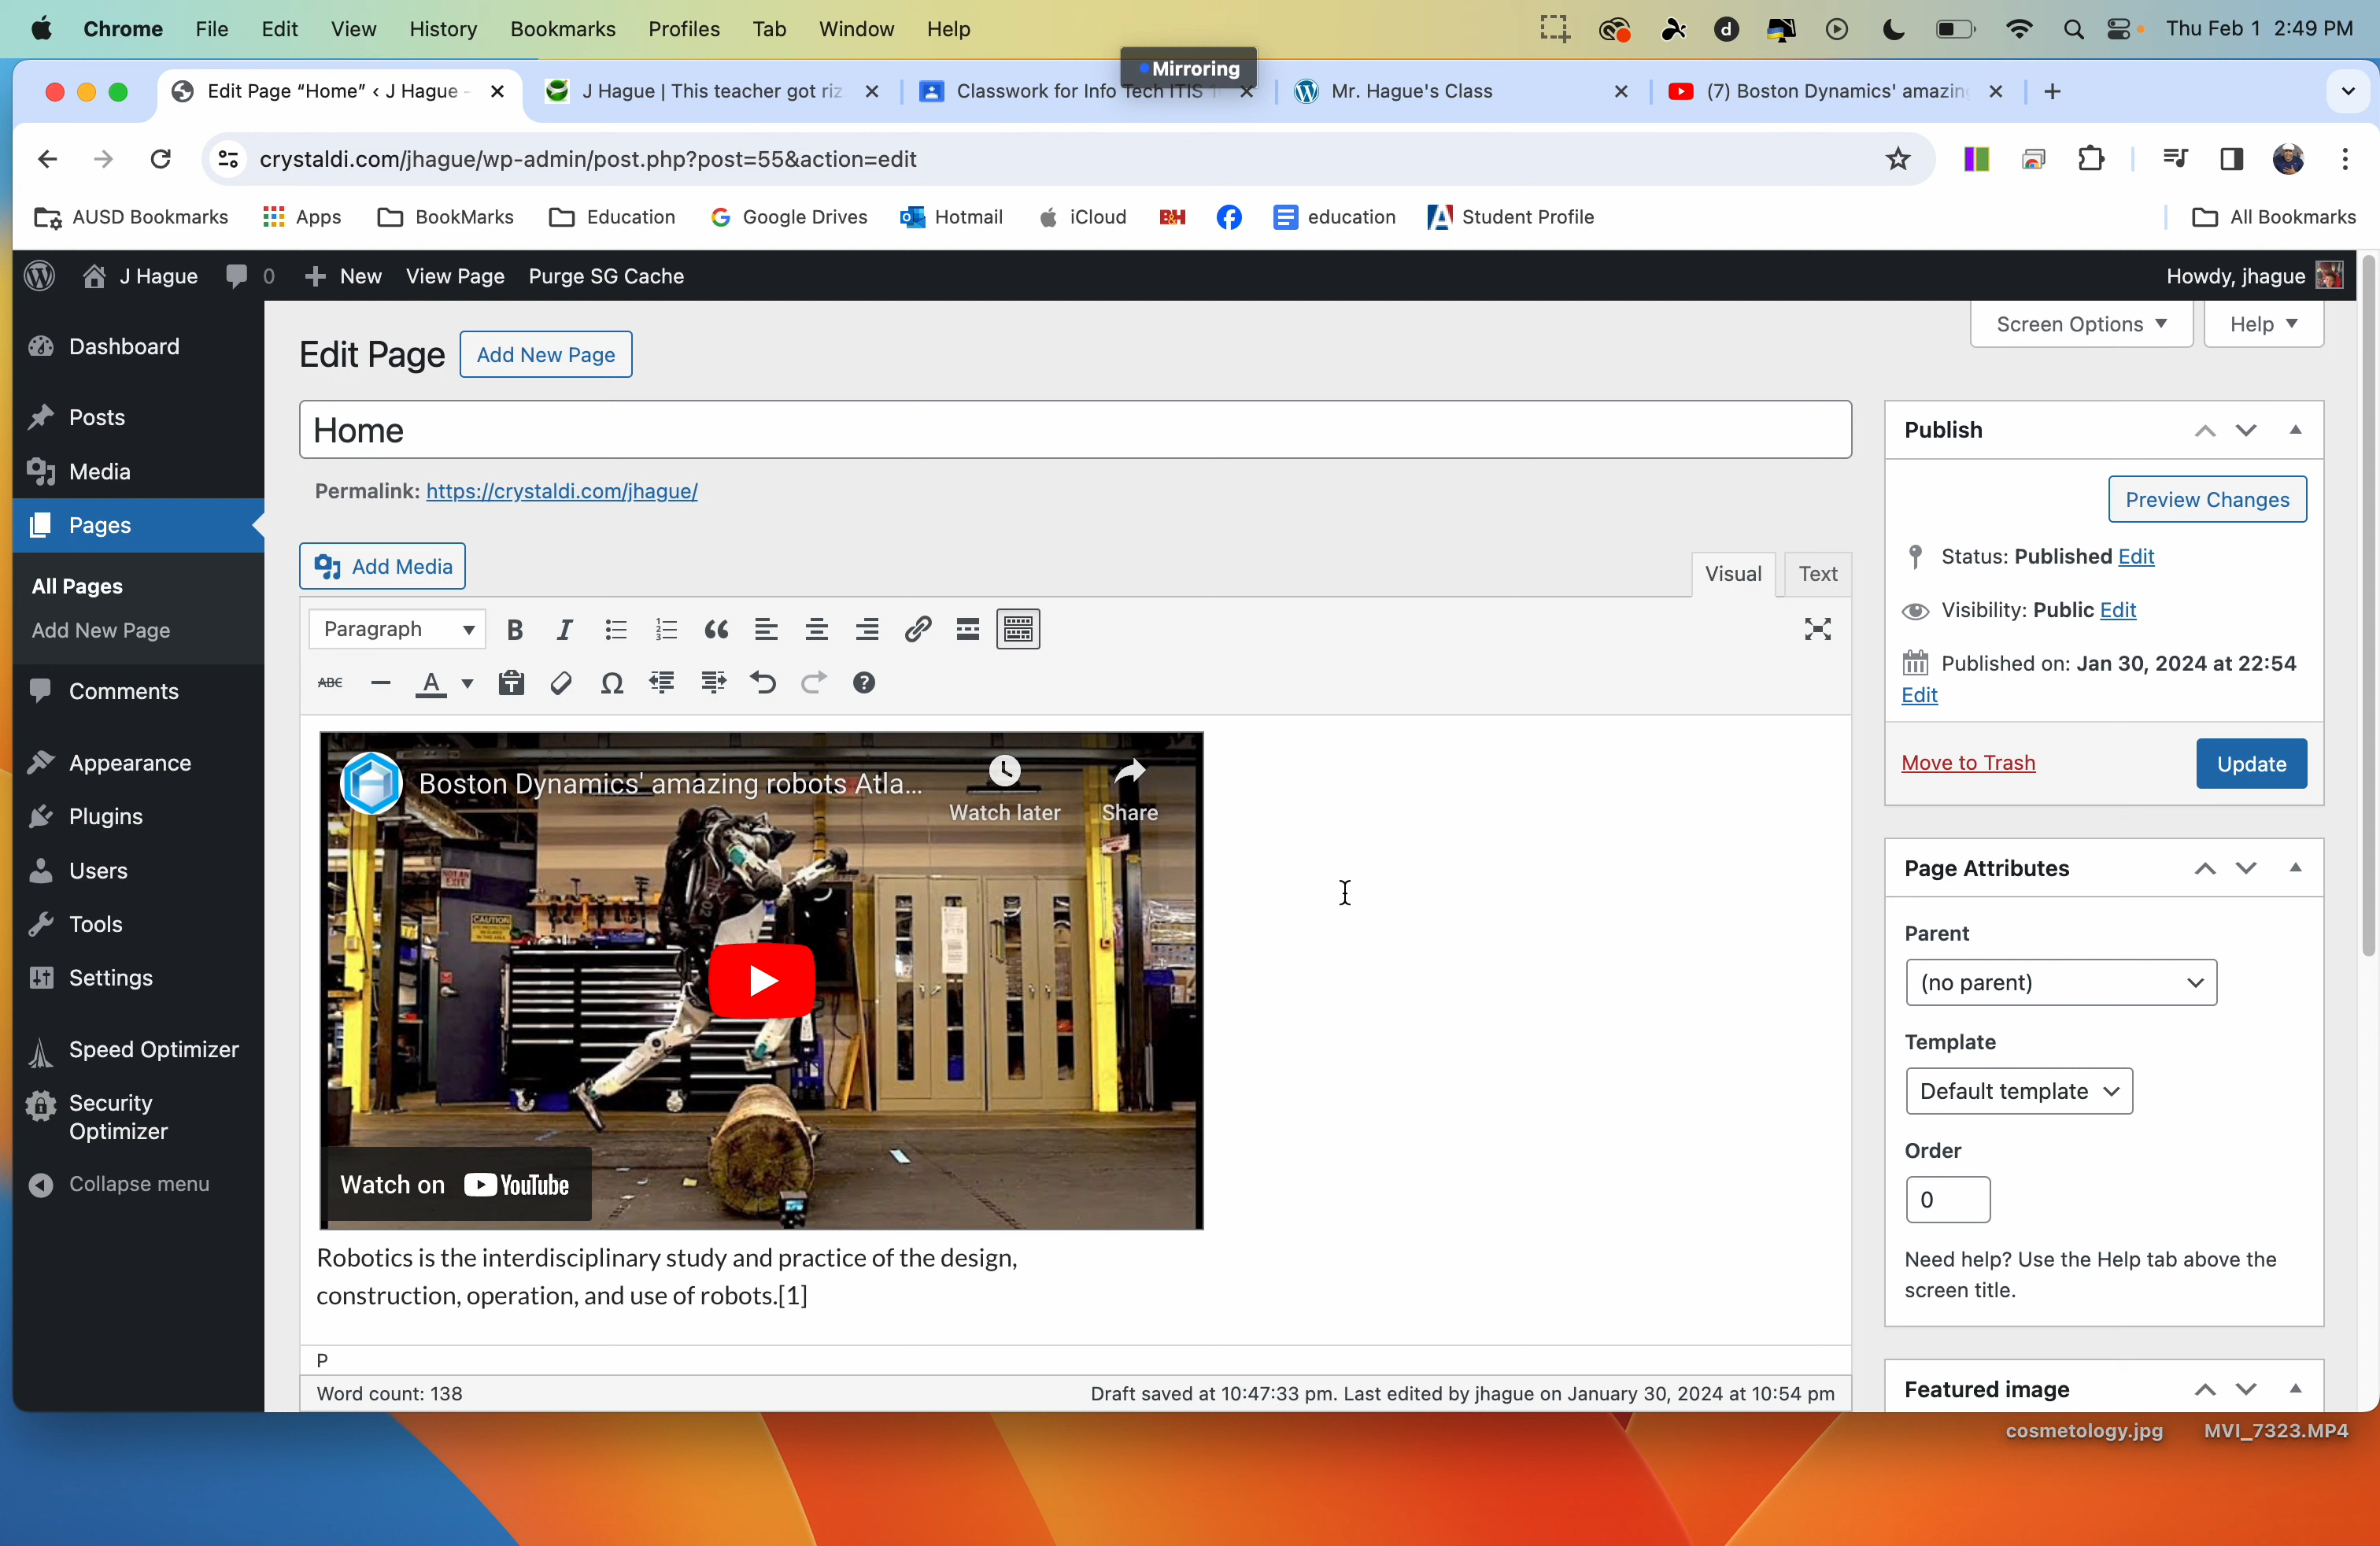 Chrome File Edit View History Bookmarks Profiles Tab Window Help Thu Feb 1 2:49 PM
Mirroring
Edit Page “Home” ‹ J Hague - J Hague | This teacher got riz Classwork for Info Tech ITIS Mr. Hague's Class (7) Boston Dynamics' amazin
crystaldi.com/jhague/wp-admin/post.php?post=55&action=edit
AUSD Bookmarks Apps BookMarks Education Google Drives Hotmail iCloud B&H education Student Profile All Bookmarks
J Hague 0 New View Page Purge SG Cache Howdy, jhague
Screen Options Help
Dashboard
Posts
Media
Pages
All Pages
Add New Page
Comments
Appearance
Plugins
Users
Tools
Settings
Speed Optimizer
Security
Optimizer
Collapse menu
Edit Page Add New Page
Home
Permalink: https://crystaldi.com/jhague/
Add Media
Visual Text
Paragraph
ABC
Boston Dynamics' amazing robots Atla...
Watch later Share
CAUTION
Watch on YouTube
Robotics is the interdisciplinary study and practice of the design,
construction, operation, and use of robots.[1]
P
Word count: 138 Draft saved at 10:47:33 pm. Last edited by jhague on January 30, 2024 at 10:54 pm
Publish
Preview Changes
Status: Published Edit
Visibility: Public Edit
Published on: Jan 30, 2024 at 22:54
Edit
Move to Trash Update
Page Attributes
Parent
(no parent)
Template
Default template
Order
0
Need help? Use the Help tab above the
screen title.
Featured image
cosmetology.jpg MVI_7323.MP4